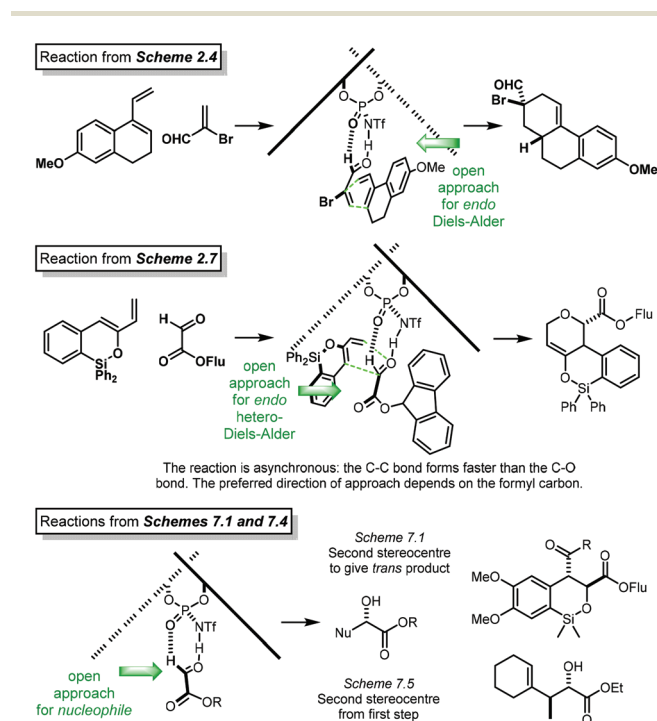 Reaction from Scheme 2.4
CHO
Br
MeO
OHC
Br
O
O
P
O
NTf
H
H
O
Br
OMe
open
approach
for endo
Diels-Alder
H
OMe
Reaction from Scheme 2.7
O
Si
Ph2
H
O
O
OFlu
O
O
P
O
NTf
H
Ph2Si
O
H
O
O
O
open
approach
for endo
hetero-
Diels-Alder
O
O
O
Flu
O
Si
Ph
Ph
The reaction is asynchronous: the C-C bond forms faster than the C-O
bond. The preferred direction of approach depends on the formyl carbon.
Reactions from Schemes 7.1 and 7.4
O
O
P
O
NTf
H
H
O
O
OR
open
approach
for nucleophile
Scheme 7.1
Second stereocentre
to give trans product
OH
Nu
OR
O
Scheme 7.5
Second stereocentre
from first step
O
R
O
MeO
OFlu
MeO
Si
O
OH
OEt
O